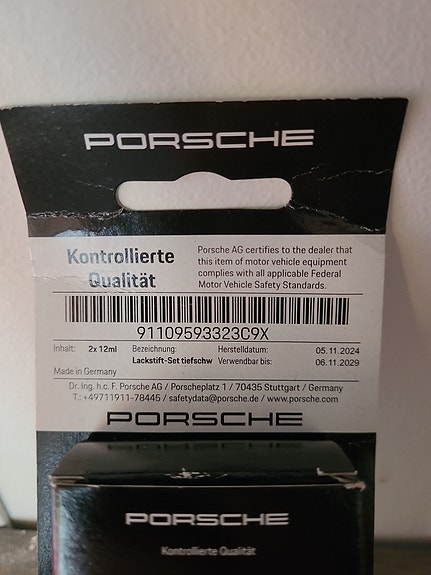 PORSCHE
Kontrollierte
Qualität
Porsche AG certifies to the dealer that
this item of motor vehicle equipment
complies with all applicable Federal
Motor Vehicle Safety Standards.
91109593323C9X
Inhalt: 2x 12ml Bezeichnung: Herstelldatum: 05.11.2024
Lackstift-Set tiefschw Verwendbar bis: 06.11.2029
Made in Germany
Dr. Ing. h.c. F. Porsche AG / Porscheplatz 1 / 70435 Stuttgart / Germany
T.: +49711911-78445 / safetydata@porsche.de / www.porsche.com
PORSCHE
PORSCHE
Kontrollierte Qualität